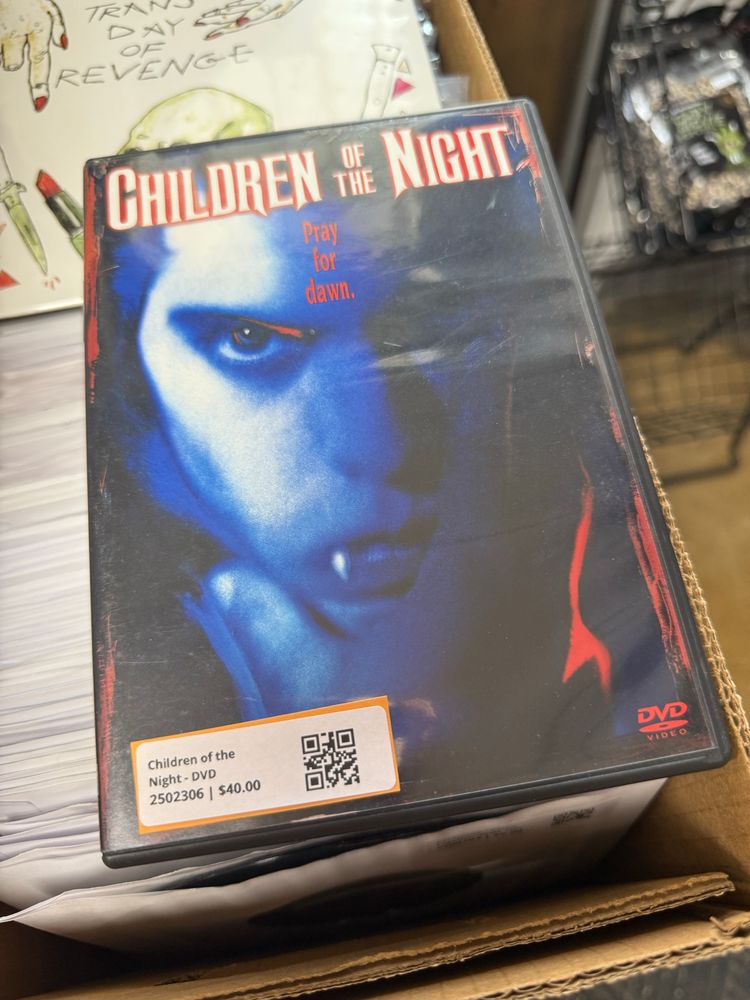 TRANS
DAY
OF
REVENGE
CHILDREN OF THE NIGHT
Pray
for
dawn.
DVD
VIDEO
Children of the
Night - DVD
2502306 | $40.00